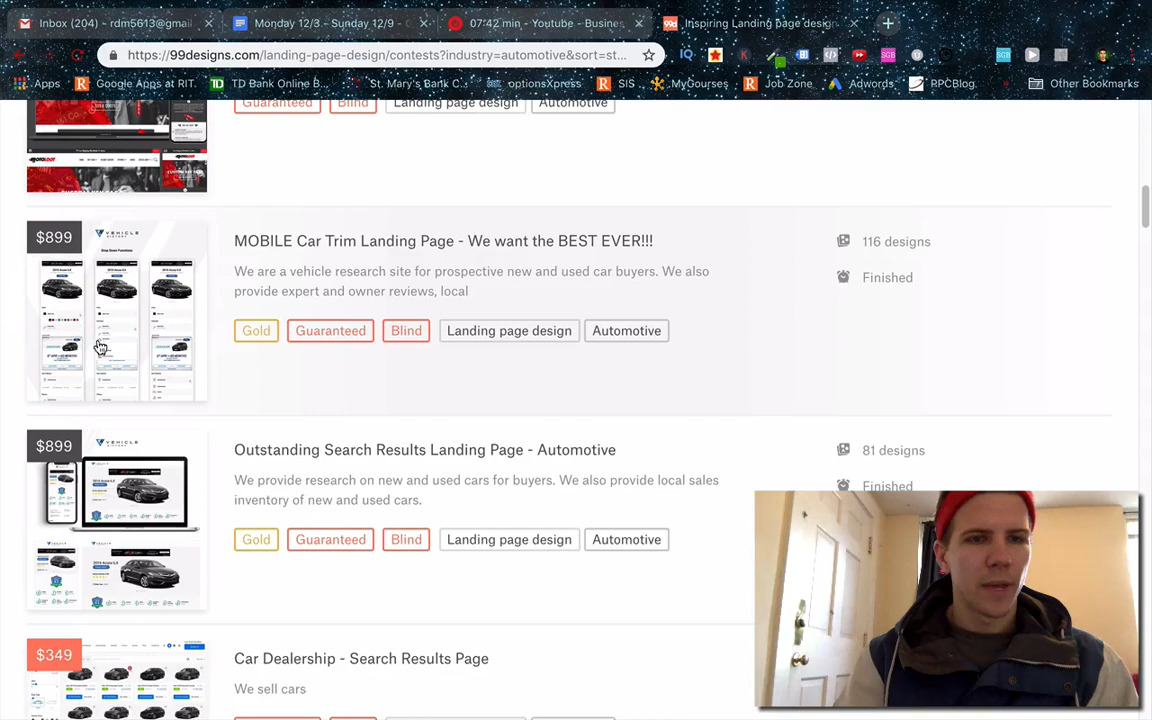 Inbox (204) - rdm5613@gmail
Monday 12/3 - Sunday 12/9 -
07:42 min - Youtube - Busines
Inspiring Landing page design
https://99designs.com/landing-page-design/contests?industry=automotive&sort=st...
Apps
Google Apps at RIT.
TD Bank Online B...
St. Mary's Bank C...
optionsXpress
SIS
MyCourses
Job Zone
Adwords
PPCBlog
Other Bookmarks
Guaranteed
Blind
Landing page design
Automotive
$899
VEHICLE
HISTORY
MOBILE Car Trim Landing Page - We want the BEST EVER!!!
We are a vehicle research site for prospective new and used car buyers. We also
provide expert and owner reviews, local
116 designs
Finished
Gold
Guaranteed
Blind
Landing page design
Automotive
$899
VEHICLE
HISTORY
Outstanding Search Results Landing Page - Automotive
We provide research on new and used cars for buyers. We also provide local sales
inventory of new and used cars.
81 designs
Finished
Gold
Guaranteed
Blind
Landing page design
Automotive
$349
Car Dealership - Search Results Page
We sell cars